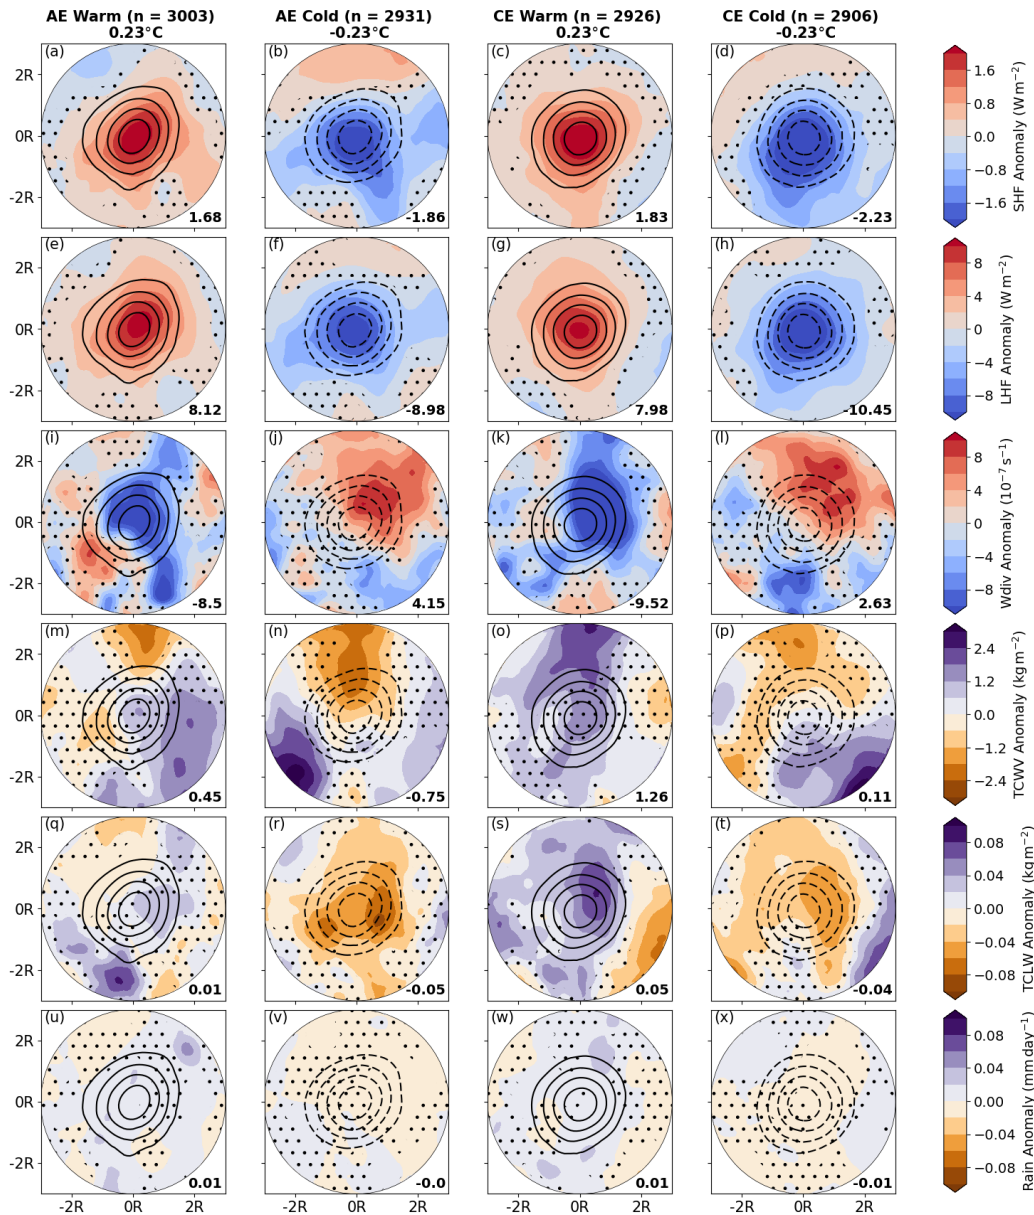 AE Warm (n = 3003) AE Cold (n = 2931) CE Warm (n = 2926) CE Cold (n = 2906)
0.23°C -0.23°C 0.23°C -0.23°C
(a) (b) (c) (d)
2R
0R
-2R
1.68 -1.86 1.83 -2.23
1.6
0.8
0.0
−0.8
−1.6
SHF Anomaly (W m⁻²)
(e) (f) (g) (h)
2R
0R
-2R
8.12 -8.98 7.98 -10.45
8
4
0
−4
−8
LHF Anomaly (W m⁻²)
(i) (j) (k) (l)
2R
0R
-2R
-8.5 4.15 -9.52 2.63
8
4
0
−4
−8
Wdiv Anomaly (10⁻⁷ s⁻¹)
(m) (n) (o) (p)
2R
0R
-2R
0.45 -0.75 1.26 0.11
2.4
1.2
0.0
−1.2
−2.4
TCWV Anomaly (kg m⁻²)
(q) (r) (s) (t)
2R
0R
-2R
0.01 -0.05 0.05 -0.04
0.08
0.04
0.00
−0.04
−0.08
TCLW Anomaly (kg m⁻²)
(u) (v) (w) (x)
2R
0R
-2R
0.01 -0.0 0.01 -0.01
0.08
0.04
0.00
−0.04
−0.08
Rain Anomaly (mm day⁻¹)
-2R 0R 2R -2R 0R 2R -2R 0R 2R -2R 0R 2R